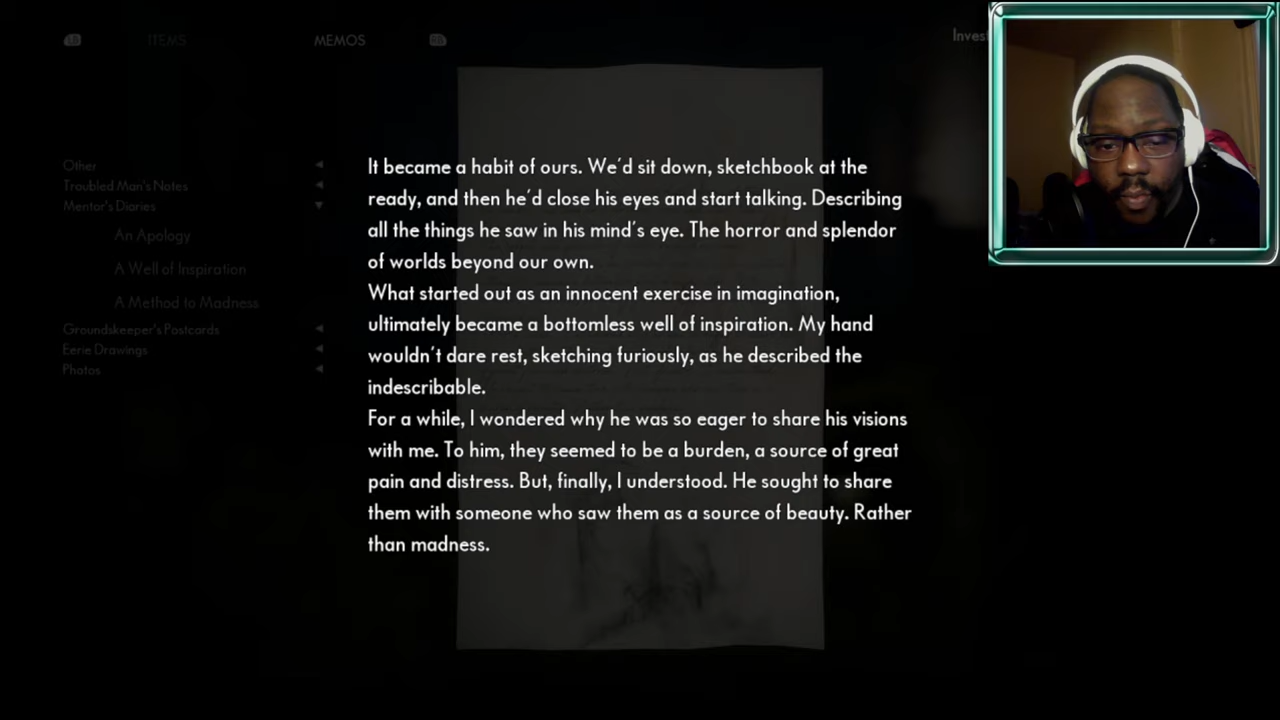 LB
ITEMS
MEMOS
RB
Invest
Other
Troubled Man's Notes
Mentor's Diaries
An Apology
A Well of Inspiration
A Method to Madness
Groundskeeper's Postcards
Eerie Drawings
Photos
It became a habit of ours. We'd sit down, sketchbook at the
ready, and then he'd close his eyes and start talking. Describing
all the things he saw in his mind's eye. The horror and splendor
of worlds beyond our own.
What started out as an innocent exercise in imagination,
ultimately became a bottomless well of inspiration. My hand
wouldn't dare rest, sketching furiously, as he described the
indescribable.
For a while, I wondered why he was so eager to share his visions
with me. To him, they seemed to be a burden, a source of great
pain and distress. But, finally, I understood. He sought to share
them with someone who saw them as a source of beauty. Rather
than madness.